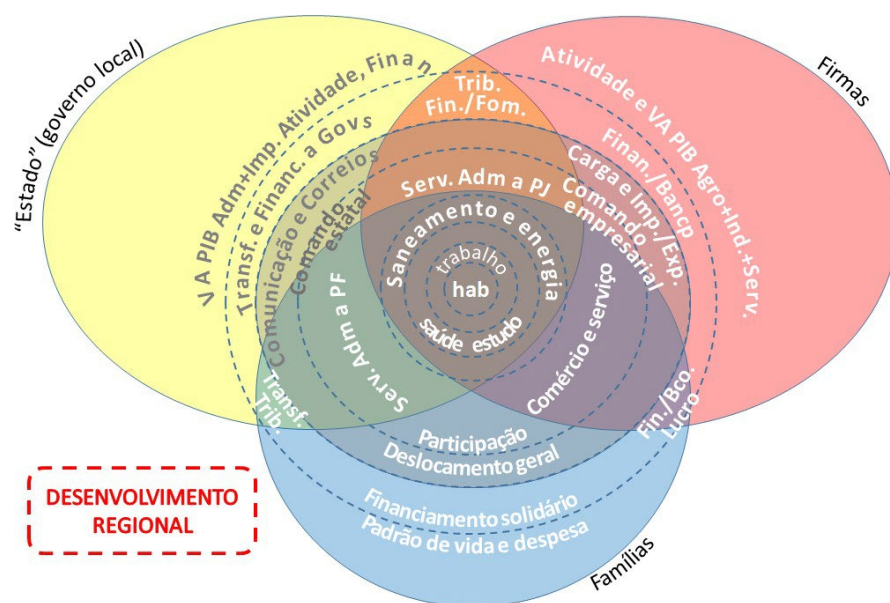 “Estado” (governo local)
Firmas
Famílias
VA PIB Adm+Imp. Atividade, Finan
Transf. e Financ. a Govs
Comunicação e Correios
Comando
estatal
Trib.
Fin./Fom.
Atividade e VA PIB Agro+Ind.+Serv.
Finan./Bancp
Carga e Imp./Exp.
Comando
empresarial
Serv. Adm a PJ
Saneamento e energia
trabalho
hab
saúde estudo
Serv. Adm a PF
Comércio e serviço
Transf.
Trib.
Fin./Bco.
Lucro
Participação
Deslocamento geral
Financiamento solidário
Padrão de vida e despesa
DESENVOLVIMENTO
REGIONAL